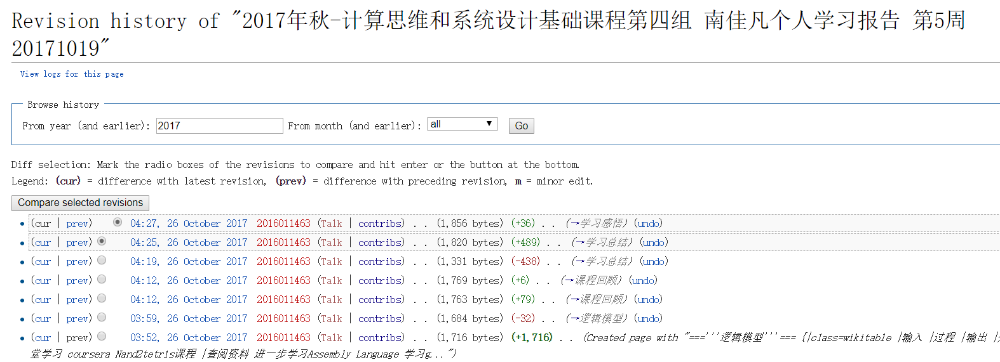 Revision history of "2017年秋-计算思维和系统设计基础课程第四组 南佳凡个人学习报告 第5周
20171019"
View logs for this page
Browse history
From year (and earlier): 2017 From month (and earlier): all Go
Diff selection: Mark the radio boxes of the revisions to compare and hit enter or the button at the bottom.
Legend: (cur) = difference with latest revision, (prev) = difference with preceding revision, m = minor edit.
Compare selected revisions
(cur | prev) 04:27, 26 October 2017 2016011463 (Talk | contribs) . . (1,856 bytes) (+36) . . (→学习感悟) (undo)
(cur | prev) 04:25, 26 October 2017 2016011463 (Talk | contribs) . . (1,820 bytes) (+489) . . (→学习总结) (undo)
(cur | prev) 04:19, 26 October 2017 2016011463 (Talk | contribs) . . (1,331 bytes) (-438) . . (→学习总结) (undo)
(cur | prev) 04:12, 26 October 2017 2016011463 (Talk | contribs) . . (1,769 bytes) (+6) . . (→课程回顾) (undo)
(cur | prev) 04:12, 26 October 2017 2016011463 (Talk | contribs) . . (1,763 bytes) (+79) . . (→课程回顾) (undo)
(cur | prev) 03:59, 26 October 2017 2016011463 (Talk | contribs) . . (1,684 bytes) (-32) . . (→逻辑模型) (undo)
(cur | prev) 03:52, 26 October 2017 2016011463 (Talk | contribs) . . (1,716 bytes) (+1,716) . . (Created page with "==='''逻辑模型'''=== {|class=wikitable |输入 |过程 |输出 |
堂学习 coursera Nand2tetris课程 |查阅资料 进一步学习Assembly Language 学习g...")